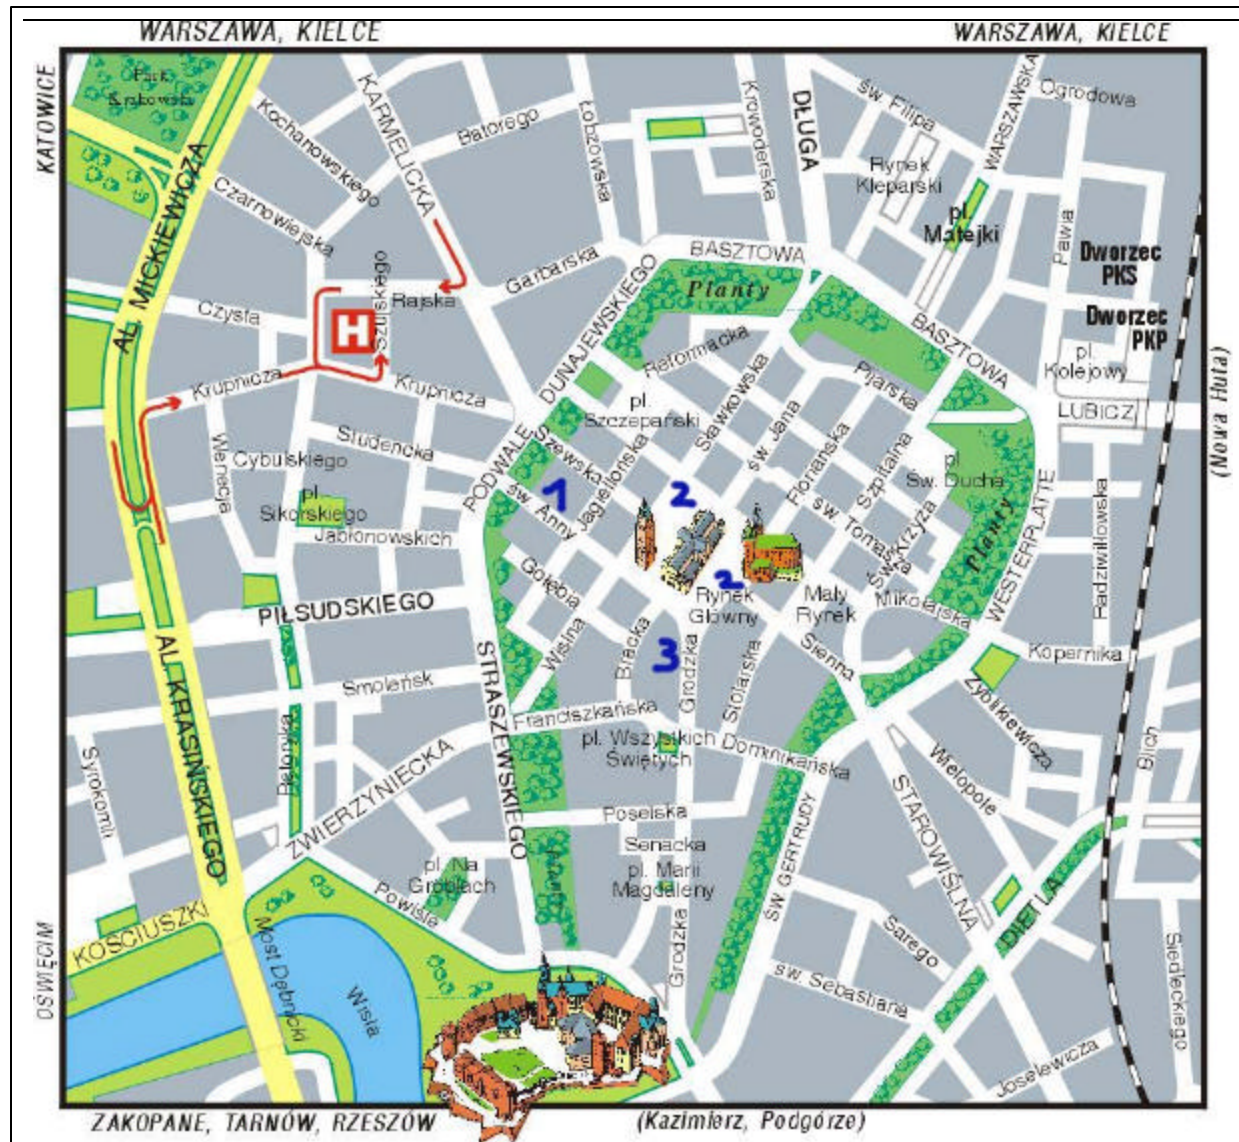 WARSZAWA, KIELCE
WARSZAWA, KIELCE
KATOWICE
Park
Krakowski
Kochanowskiego
KARMELICKA
Batorego
Łobzowska
Krowoderska
DŁUGA
św. Filipa
WARSZAWSKA
Ogrodowa
Rynek
Kleparski
pl.
Matejki
Pawia
Dworzec
PKS
Dworzec
PKP
pl.
Kolejowy
LUBICZ
(Nowa Huta)
AL. MICKIEWICZA
Czarnowiejska
Czysta
Szujskiego
Rajska
H
Garbarska
BASZTOWA
Planty
BASZTOWA
DUNAJEWSKIEGO
Reformacka
Pijarska
Krupnicza
Krupnicza
pl.
Szczepański
Sławkowska
św. Jana
Floriańska
Szpitalna
pl.
Św. Ducha
Studencka
PODWALE
Szewska
Jagiellońska
Wenecja
Cybulskiego
pl.
Sikorskiego
Jabłonowskich
św. Anny
1
2
2
św. Tomasza
Św. Krzyża
Planty
WESTERPLATTE
Radziwiłłowska
Gołębia
Rynek
Główny
Mały
Rynek
Mikołajska
PIŁSUDSKIEGO
Wiślna
Bracka
3
Grodzka
Stolarska
Sienna
Kopernika
AL. KRASIŃSKIEGO
Smoleńsk
STRASZEWSKIEGO
Franciszkańska
pl. Wszystkich
Świętych
Dominikańska
Zyblikiewicza
Wielopole
Blich
Syrokomli
Retoryka
ZWIERZYNIECKA
Poselska
Senacka
pl. Marii
Magdaleny
STAROWIŚLNA
pl. Na
Groblach
Powiśle
Planty
ŚW GERTRUDY
DIETLA
Sarego
św. Sebastiana
Grodzka
KOŚCIUSZKI
Most Dębnicki
Wisła
OŚWIĘCIM
Siedleckiego
Joselewicza
ZAKOPANE, TARNÓW, RZESZÓW
(Kazimierz, Podgórze)